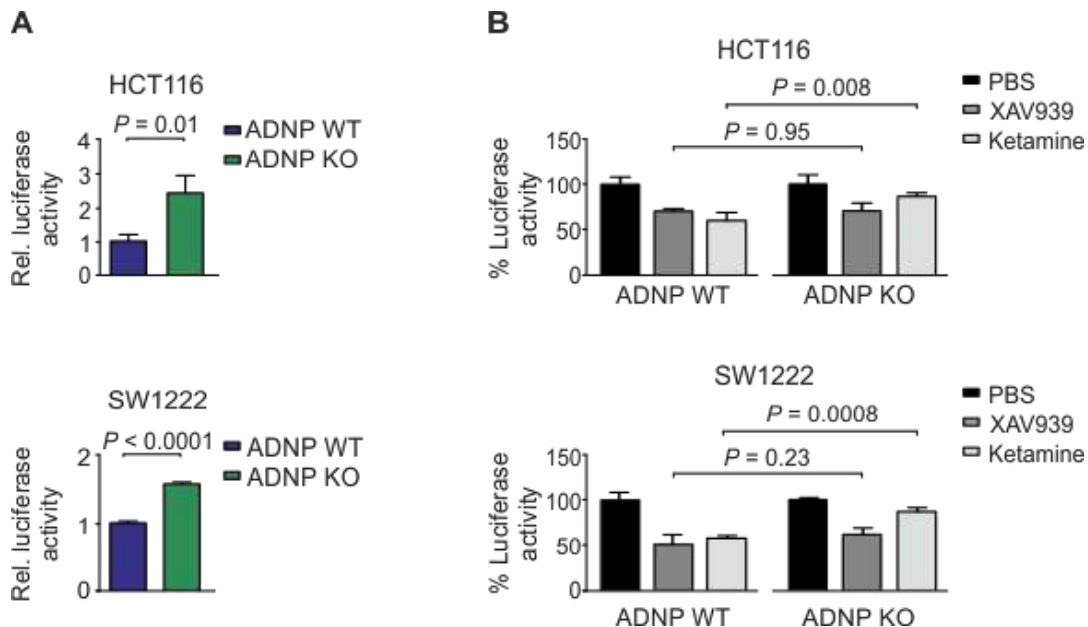 A
HCT116
P = 0.01
ADNP WT
ADNP KO
Rel. luciferase
activity
4
3
2
1
0
SW1222
P < 0.0001
ADNP WT
ADNP KO
Rel. luciferase
activity
2
1
0
B
HCT116
PBS
XAV939
Ketamine
P = 0.008
P = 0.95
% Luciferase
activity
150
100
50
0
ADNP WT
ADNP KO
SW1222
PBS
XAV939
Ketamine
P = 0.0008
P = 0.23
% Luciferase
activity
150
100
50
0
ADNP WT
ADNP KO